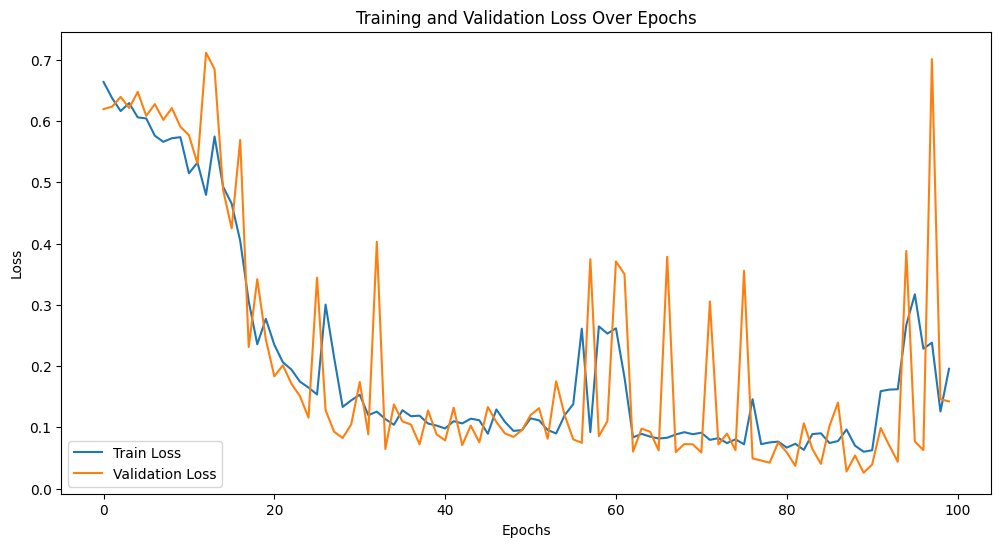 Training and Validation Loss Over Epochs
0.7
0.6
0.5
0.4
0.3
0.2
0.1
0.0
Loss
Train Loss
Validation Loss
0 20 40 60 80 100
Epochs